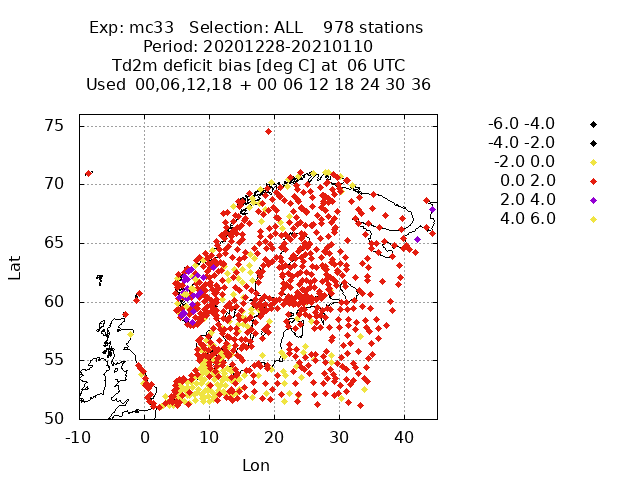 Exp: mc33 Selection: ALL 978 stations
Period: 20201228-20210110
Td2m deficit bias [deg C] at 06 UTC
Used 00,06,12,18 + 00 06 12 18 24 30 36
-6.0 -4.0
-4.0 -2.0
-2.0 0.0
0.0 2.0
2.0 4.0
4.0 6.0
75
70
65
60
55
50
Lat
-10 0 10 20 30 40
Lon